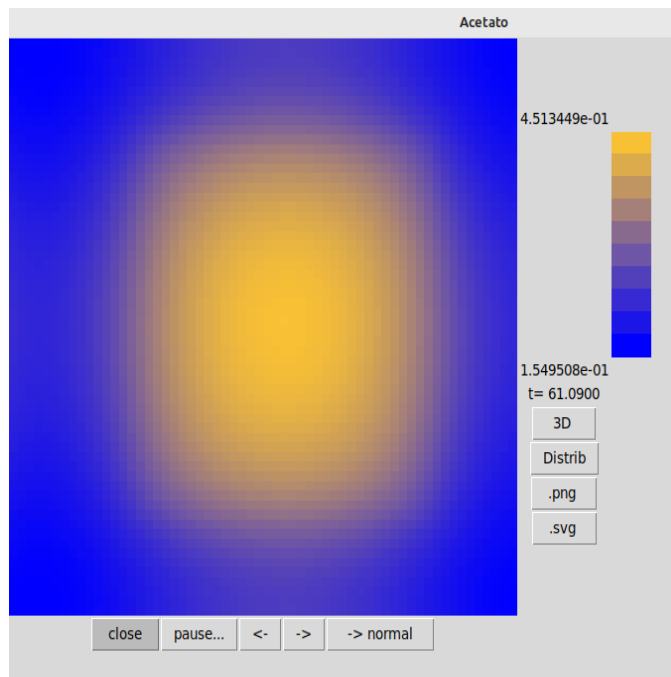 Acetato
4.513449e-01
1.549508e-01
t= 61.0900
3D
Distrib
.png
.svg
close pause... <- -> -> normal